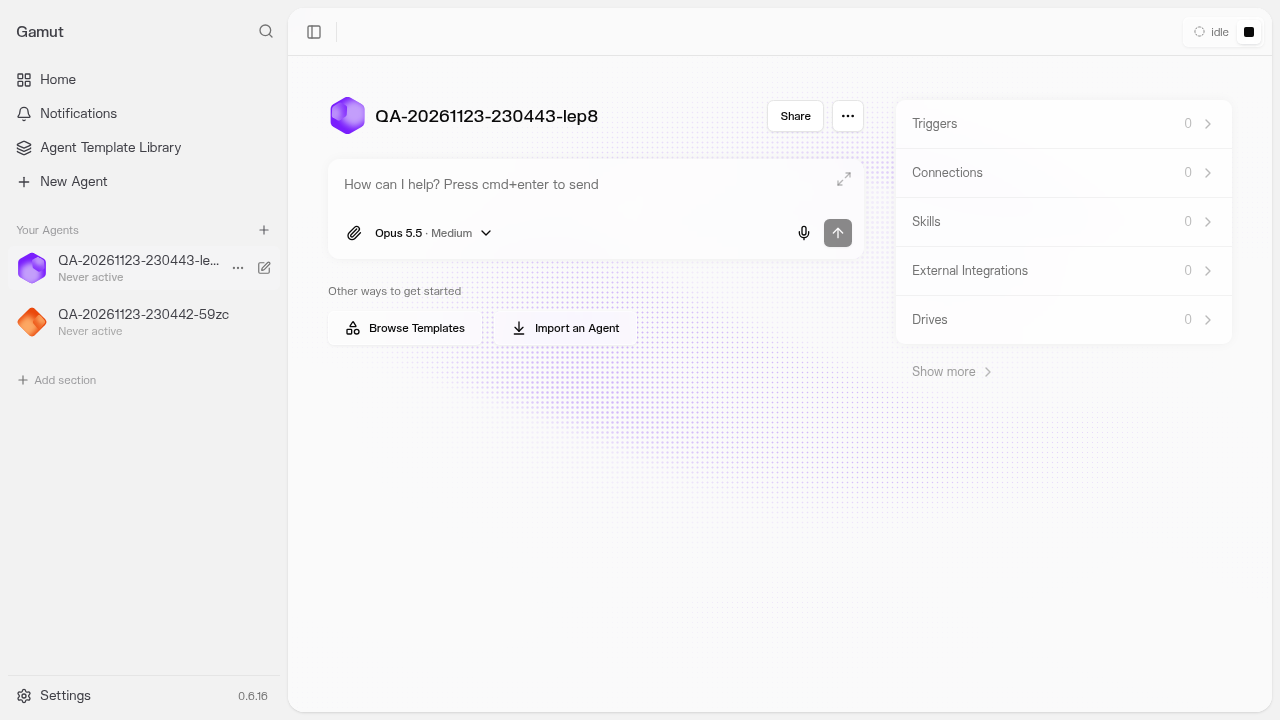 Gamut
Home
Notifications
Agent Template Library
New Agent
Your Agents
QA-20261123-230443-le...
Never active
QA-20261123-230442-59zc
Never active
Add section
Settings
0.6.16
idle
QA-20261123-230443-lep8
Share
How can I help? Press cmd+enter to send
Opus 5.5 · Medium
Other ways to get started
Browse Templates
Import an Agent
Triggers 0
Connections 0
Skills 0
External Integrations 0
Drives 0
Show more